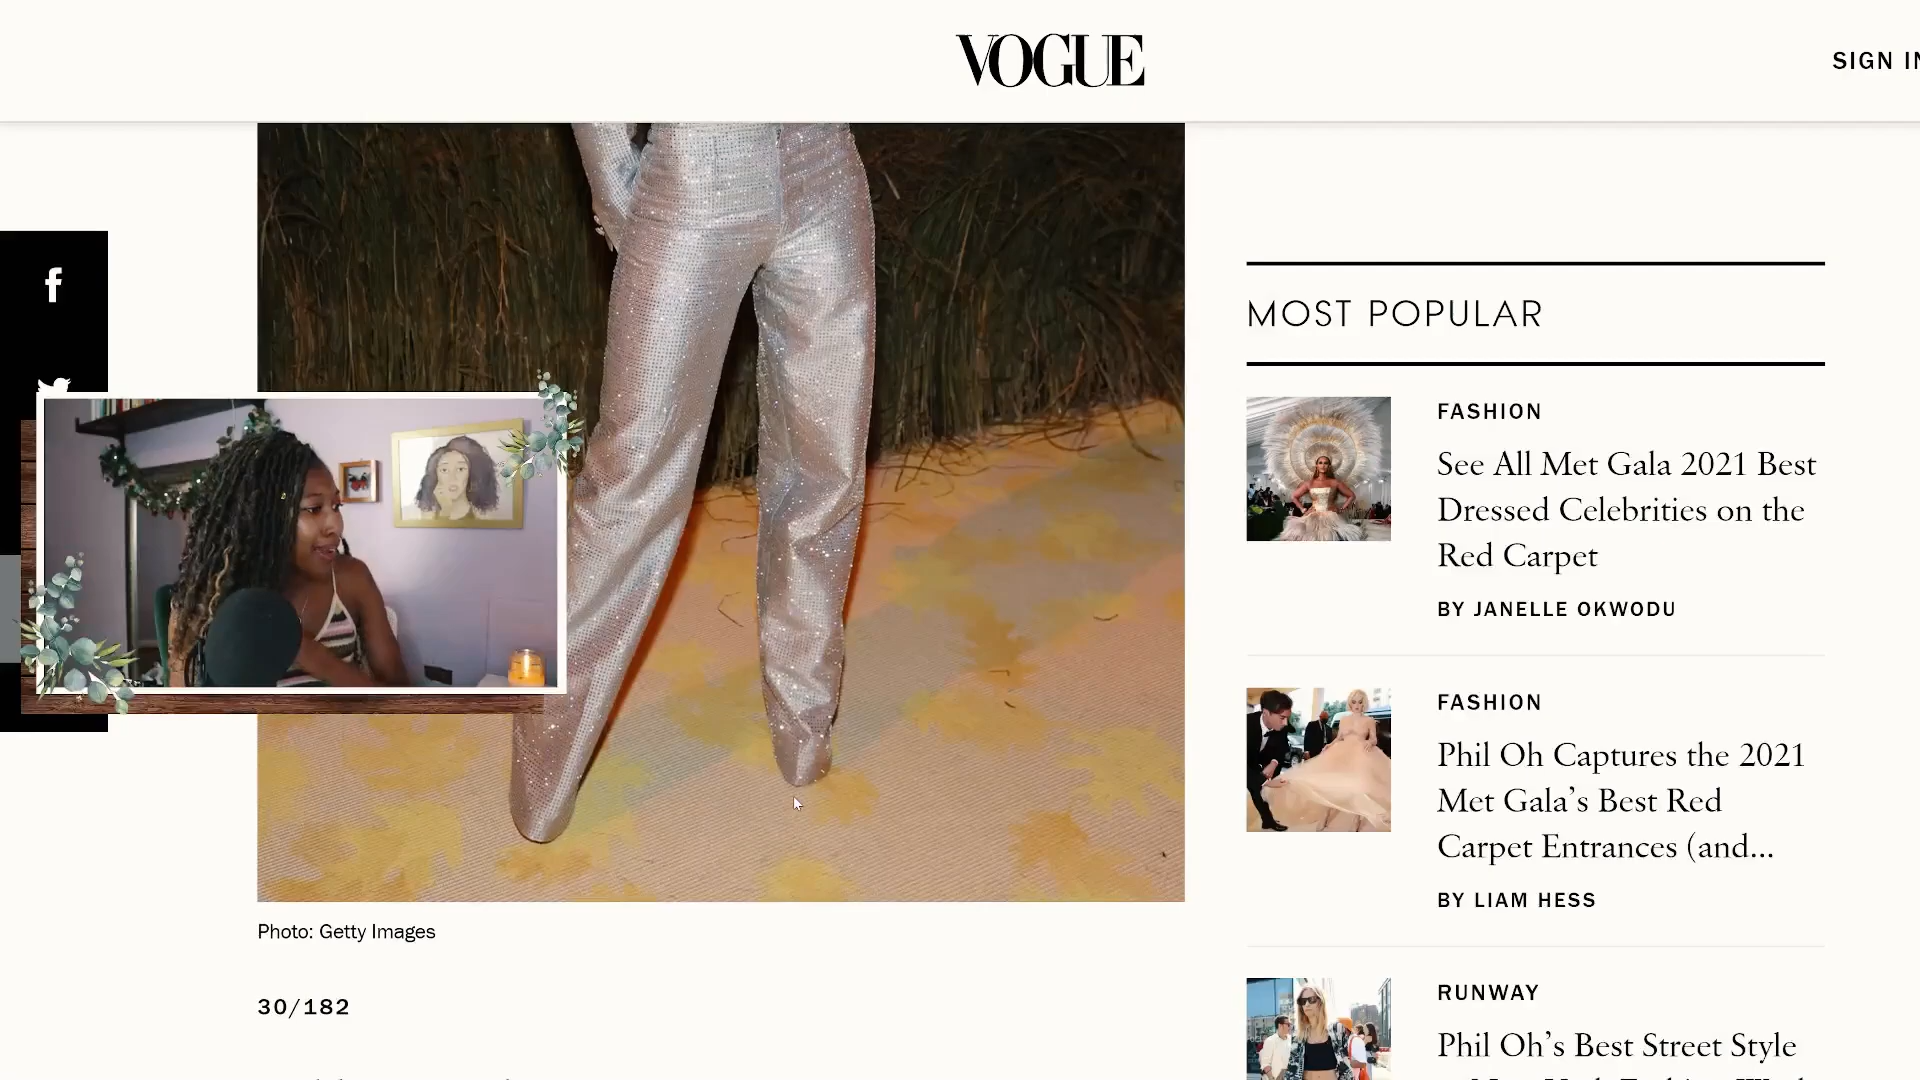 VOGUE
SIGN IN
MOST POPULAR
FASHION
See All Met Gala 2021 Best
Dressed Celebrities on the
Red Carpet
BY JANELLE OKWODU
FASHION
Phil Oh Captures the 2021
Met Gala’s Best Red
Carpet Entrances (and...
BY LIAM HESS
RUNWAY
Phil Oh’s Best Street Style
Photo: Getty Images
30/182